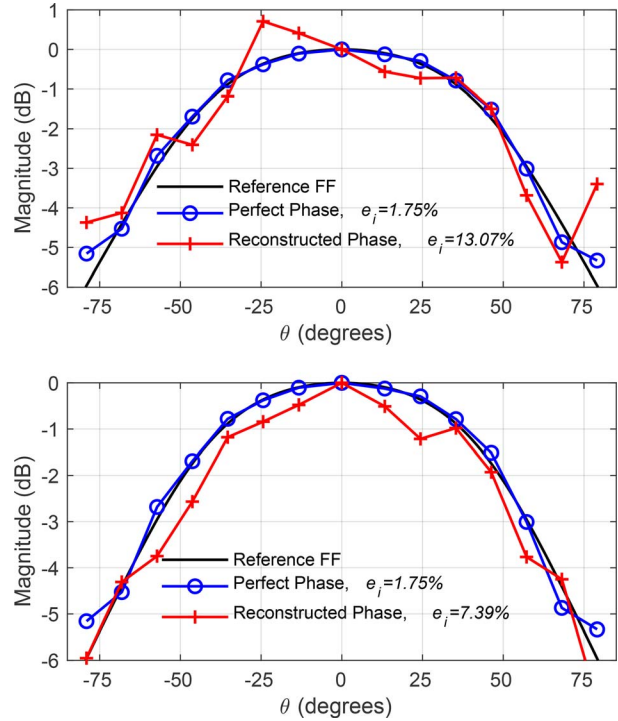 1
0
-1
-2
-3
-4
-5
-6
Magnitude (dB)
Reference FF
Perfect Phase, e_i=1.75%
Reconstructed Phase, e_i=13.07%
-75 -50 -25 0 25 50 75
θ (degrees)
0
-1
-2
-3
-4
-5
-6
Magnitude (dB)
Reference FF
Perfect Phase, e_i=1.75%
Reconstructed Phase, e_i=7.39%
-75 -50 -25 0 25 50 75
θ (degrees)